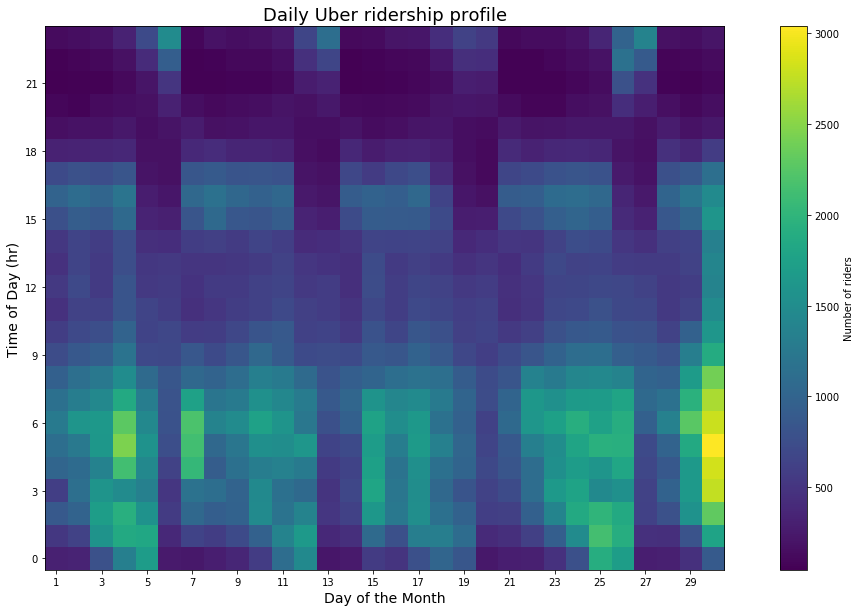 Daily Uber ridership profile
Time of Day (hr)
21
18
15
12
9
6
3
0
1 3 5 7 9 11 13 15 17 19 21 23 25 27 29
Day of the Month
3000
2500
2000
1500
1000
500
Number of riders